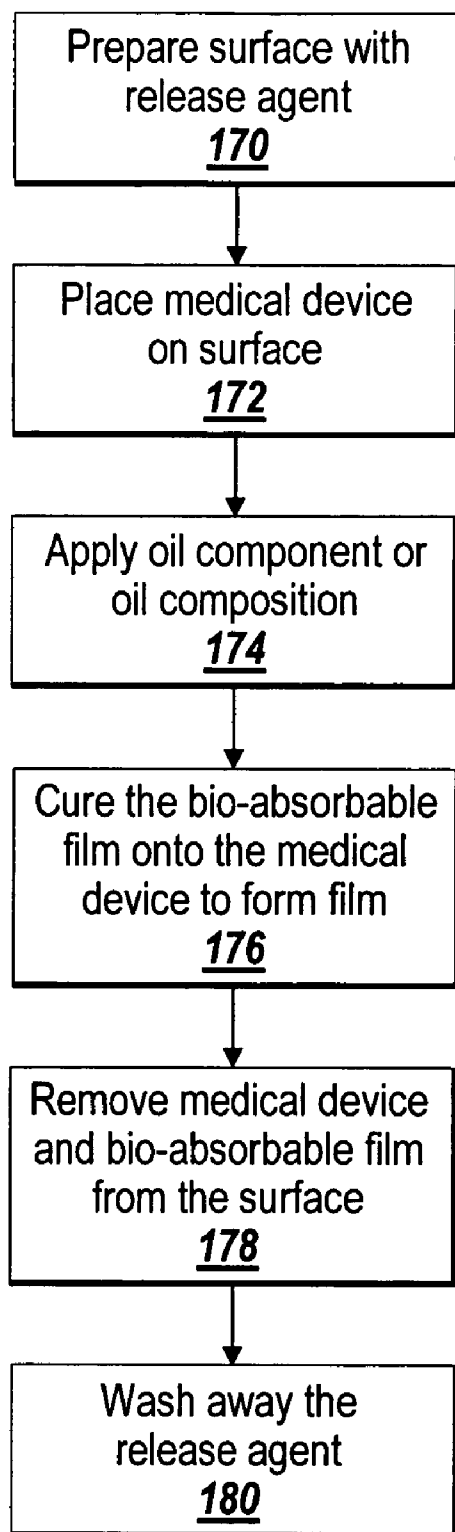 Prepare surface with
release agent
170
Place medical device
on surface
172
Apply oil component or
oil composition
174
Cure the bio-absorbable
film onto the medical
device to form film
176
Remove medical device
and bio-absorbable film
from the surface
178
Wash away the
release agent
180